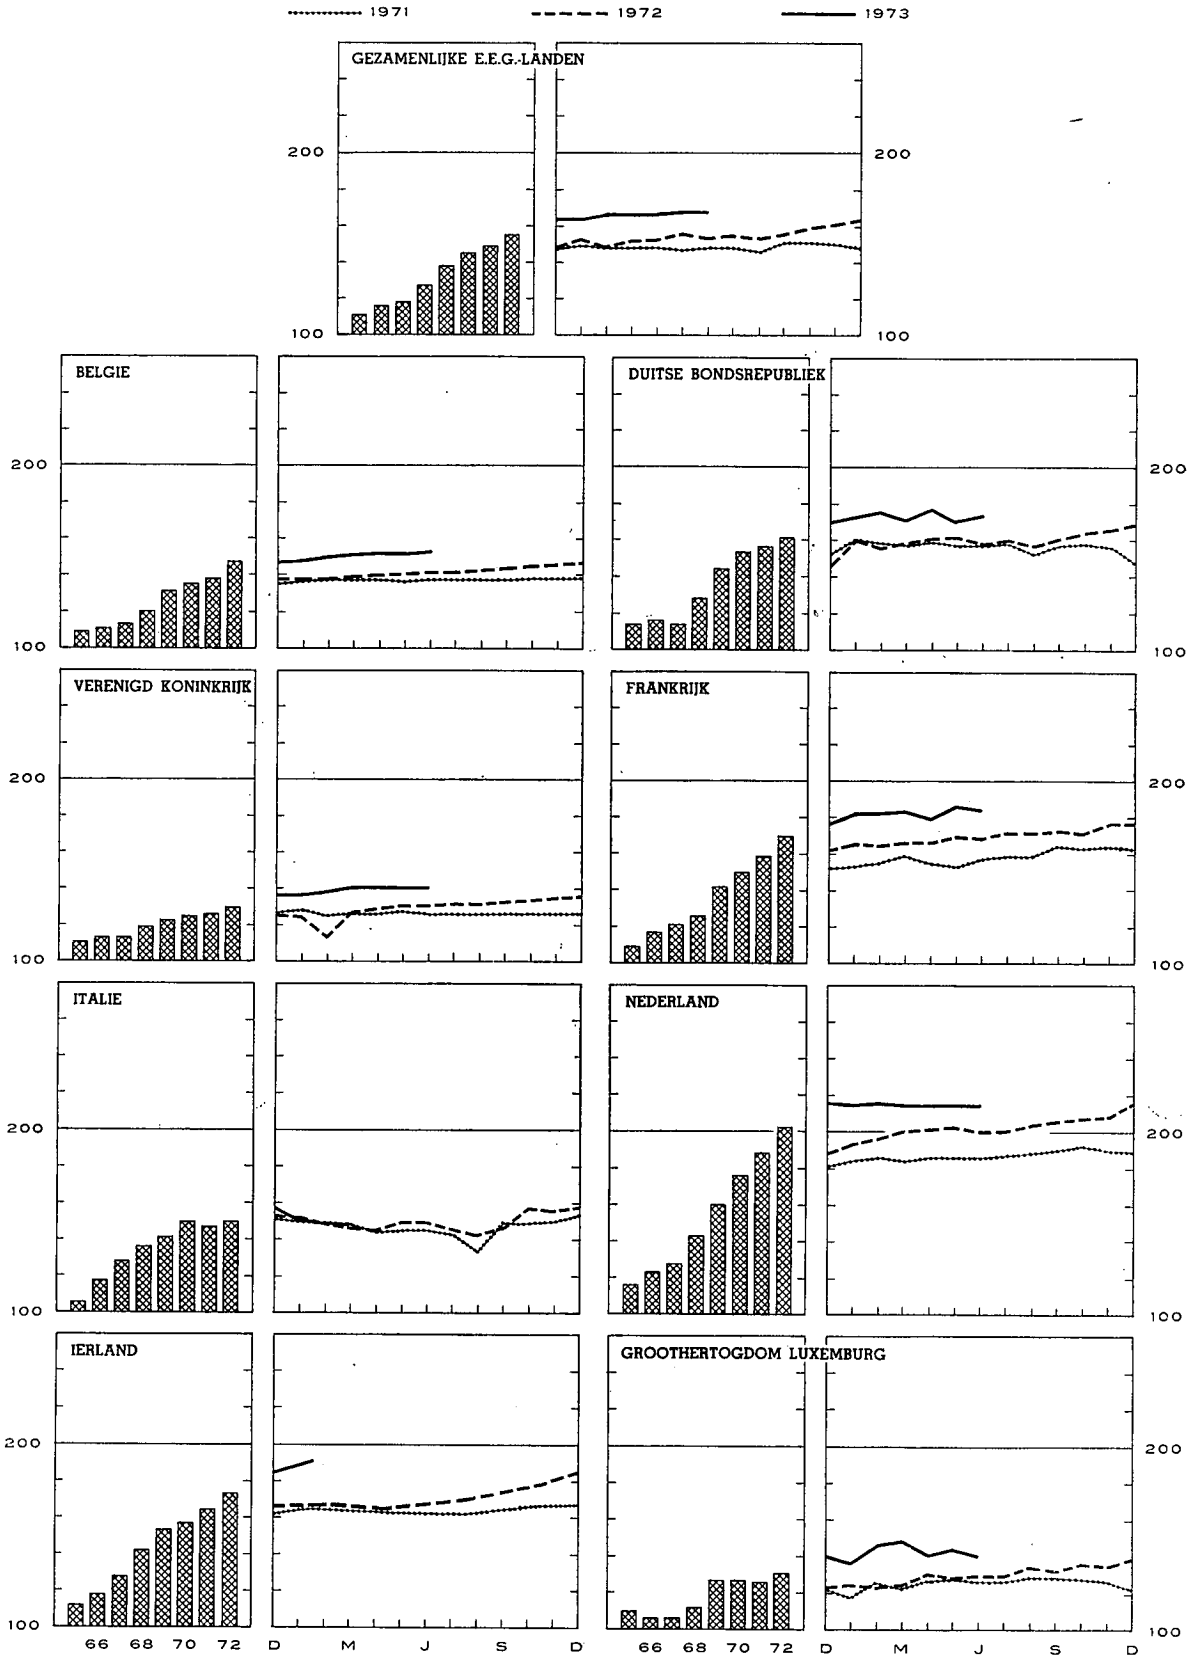 1971 1972 1973
GEZAMENLIJKE E.E.G.-LANDEN
200 200
100 100
BELGIE DUITSE BONDSREPUBLIEK
200 200
100 100
VERENIGD KONINKRIJK FRANKRIJK
200 200
100 100
ITALIE NEDERLAND
200 200
100 100
IERLAND GROOTHERTOGDOM LUXEMBURG
200 200
100 100
66 68 70 72 D M J S D 66 68 70 72 D M J S D